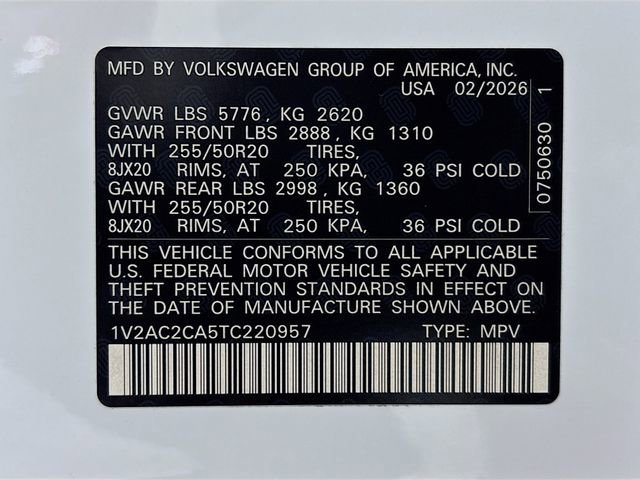 MFD BY VOLKSWAGEN GROUP OF AMERICA, INC.
USA 02/2026
GVWR LBS 5776, KG 2620
GAWR FRONT LBS 2888, KG 1310
WITH 255/50R20 TIRES,
8JX20 RIMS, AT 250 KPA, 36 PSI COLD
GAWR REAR LBS 2998, KG 1360
WITH 255/50R20 TIRES,
8JX20 RIMS, AT 250 KPA, 36 PSI COLD
THIS VEHICLE CONFORMS TO ALL APPLICABLE
U.S. FEDERAL MOTOR VEHICLE SAFETY AND
THEFT PREVENTION STANDARDS IN EFFECT ON
THE DATE OF MANUFACTURE SHOWN ABOVE.
1V2AC2CA5TC220957 TYPE: MPV
0750630 1